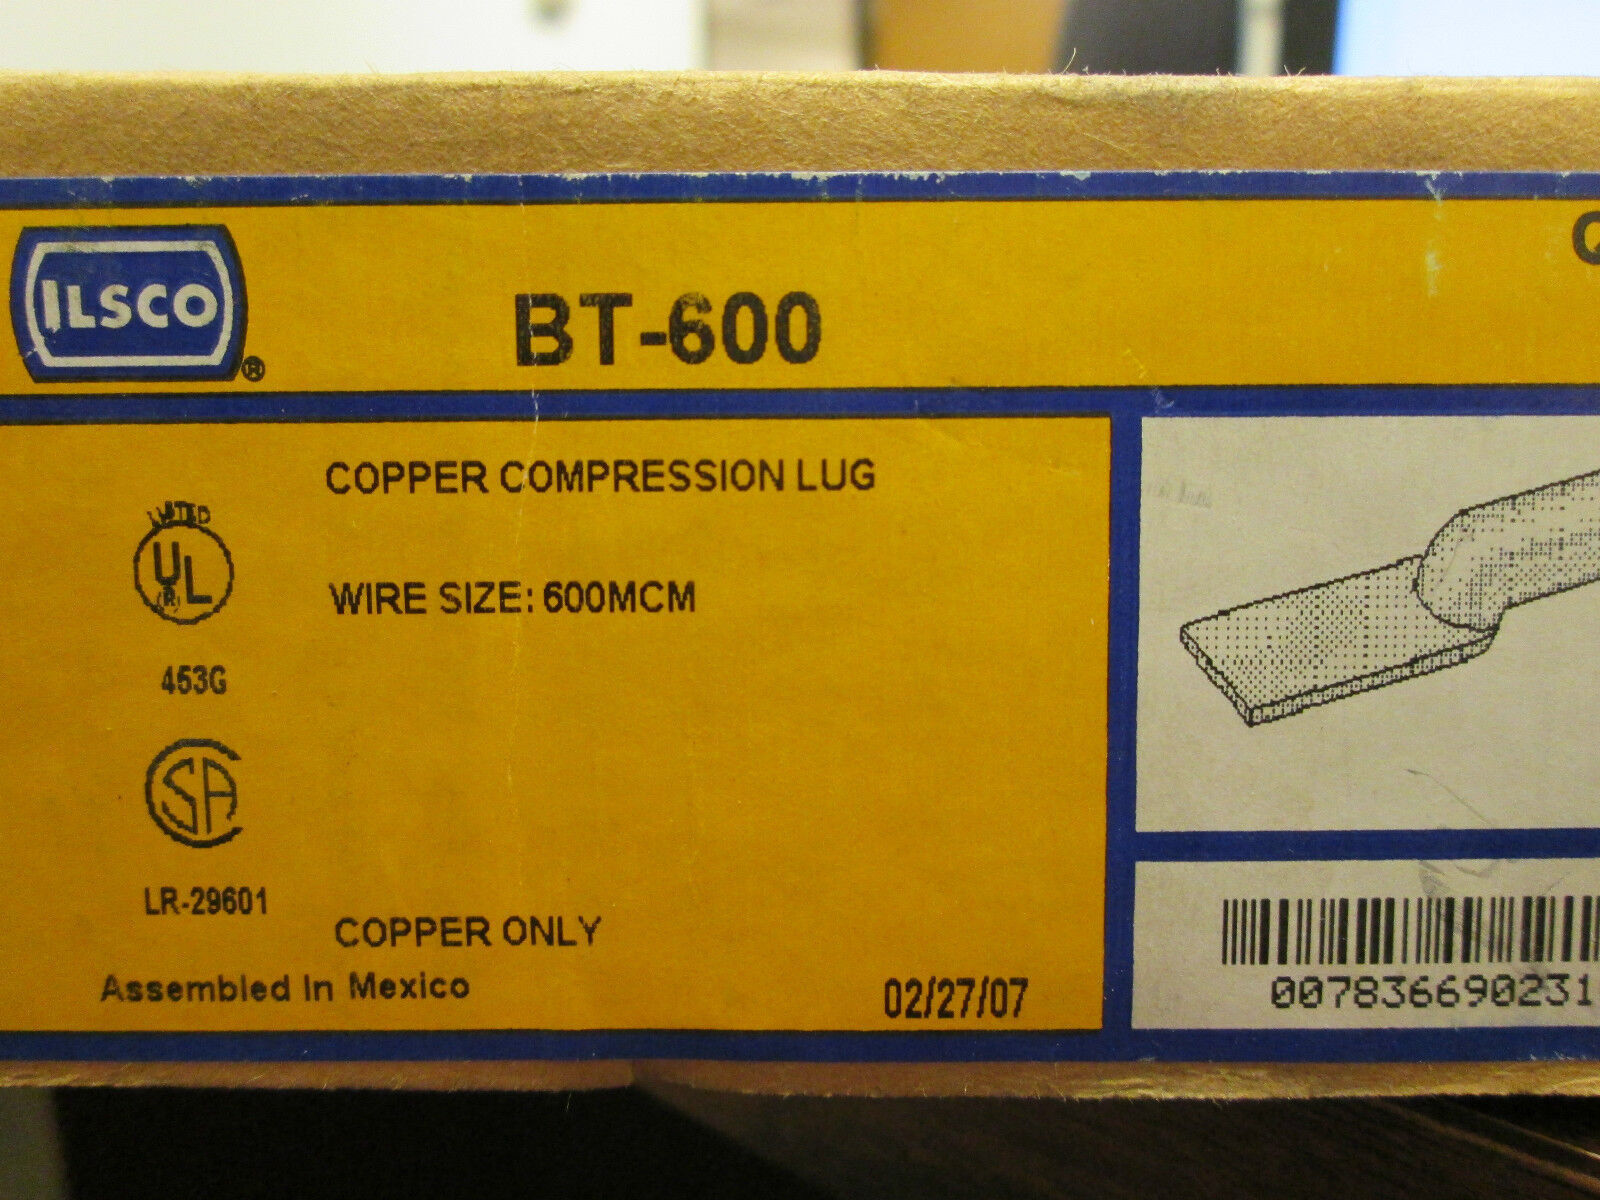 ILSCO
®
BT-600
Q
COPPER COMPRESSION LUG
LISTED
UL
(R)
WIRE SIZE: 600MCM
453G
SA
LR-29601
COPPER ONLY
Assembled In Mexico
02/27/07
007836690231